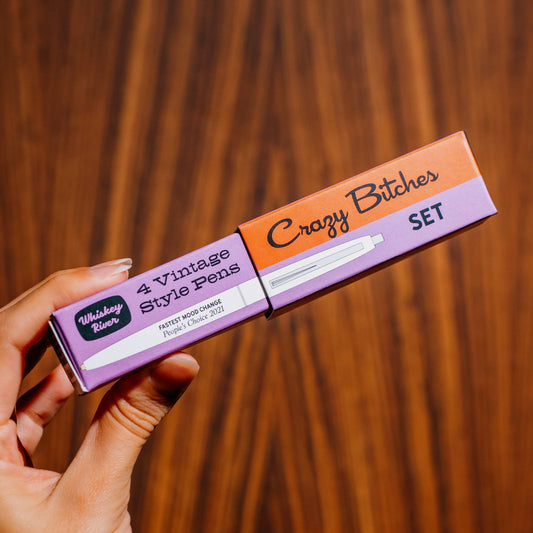 Whiskey
River
4 Vintage
Style Pens
FASTEST MOOD CHANGE
People's Choice 2021
Crazy Bitches
SET